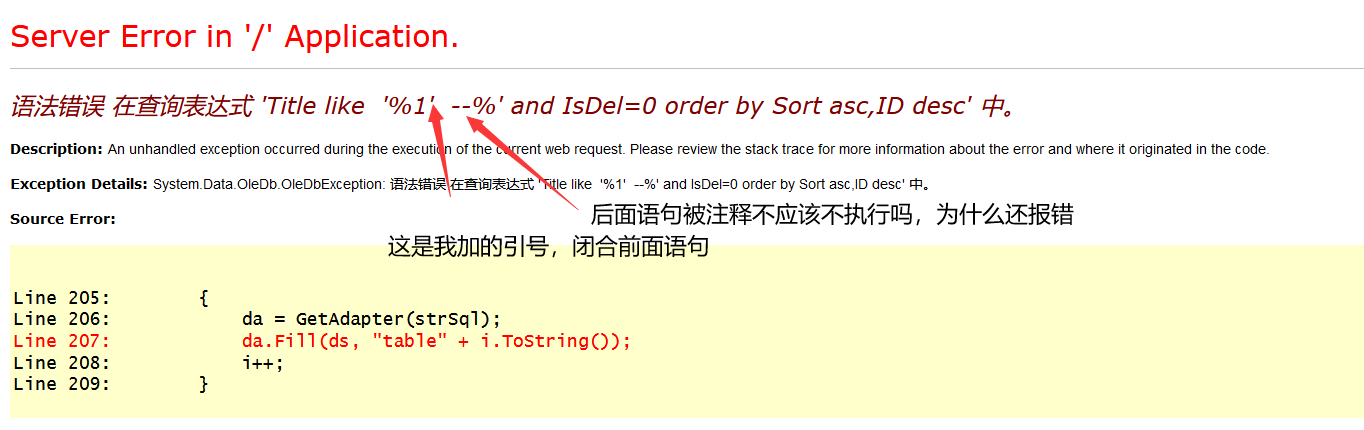 Server Error in '/' Application.
语法错误 在查询表达式 'Title like  '%1'  --%' and IsDel=0 order by Sort asc,ID desc' 中。
Description: An unhandled exception occurred during the execution of the current web request. Please review the stack trace for more information about the error and where it originated in the code.
Exception Details: System.Data.OleDb.OleDbException: 语法错误 在查询表达式 'Title like  '%1'  --%' and IsDel=0 order by Sort asc,ID desc' 中。
后面语句被注释不应该不执行吗，为什么还报错
Source Error:
这是我加的引号，闭合前面语句
Line 205:        {
Line 206:            da = GetAdapter(strSql);
Line 207:            da.Fill(ds, "table" + i.ToString());
Line 208:            i++;
Line 209:        }